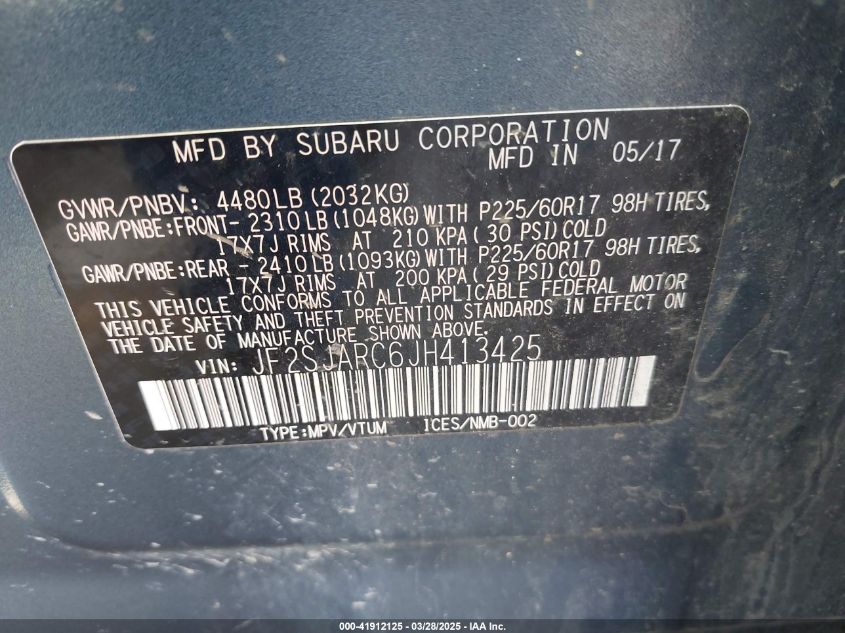 MFD BY SUBARU CORPORATION
MFD IN 05/17
GVWR/PNBV: 4480LB(2032KG)
GAWR/PNBE:FRONT- 2310LB(1048KG)WITH P225/60R17 98H TIRES,
17X7J RIMS AT 210 KPA(30 PSI)COLD
GAWR/PNBE:REAR - 2410LB(1093KG)WITH P225/60R17 98H TIRES,
17X7J RIMS AT 200 KPA(29 PSI)COLD
THIS VEHICLE CONFORMS TO ALL APPLICABLE FEDERAL MOTOR
VEHICLE SAFETY AND THEFT PREVENTION STANDARDS IN EFFECT ON
THE DATE OF MANUFACTURE SHOWN ABOVE.
VIN: JF2SJARC6JH413425
TYPE:MPV/VTUM ICES/NMB-002
000-41912125 - 03/28/2025 - IAA Inc.